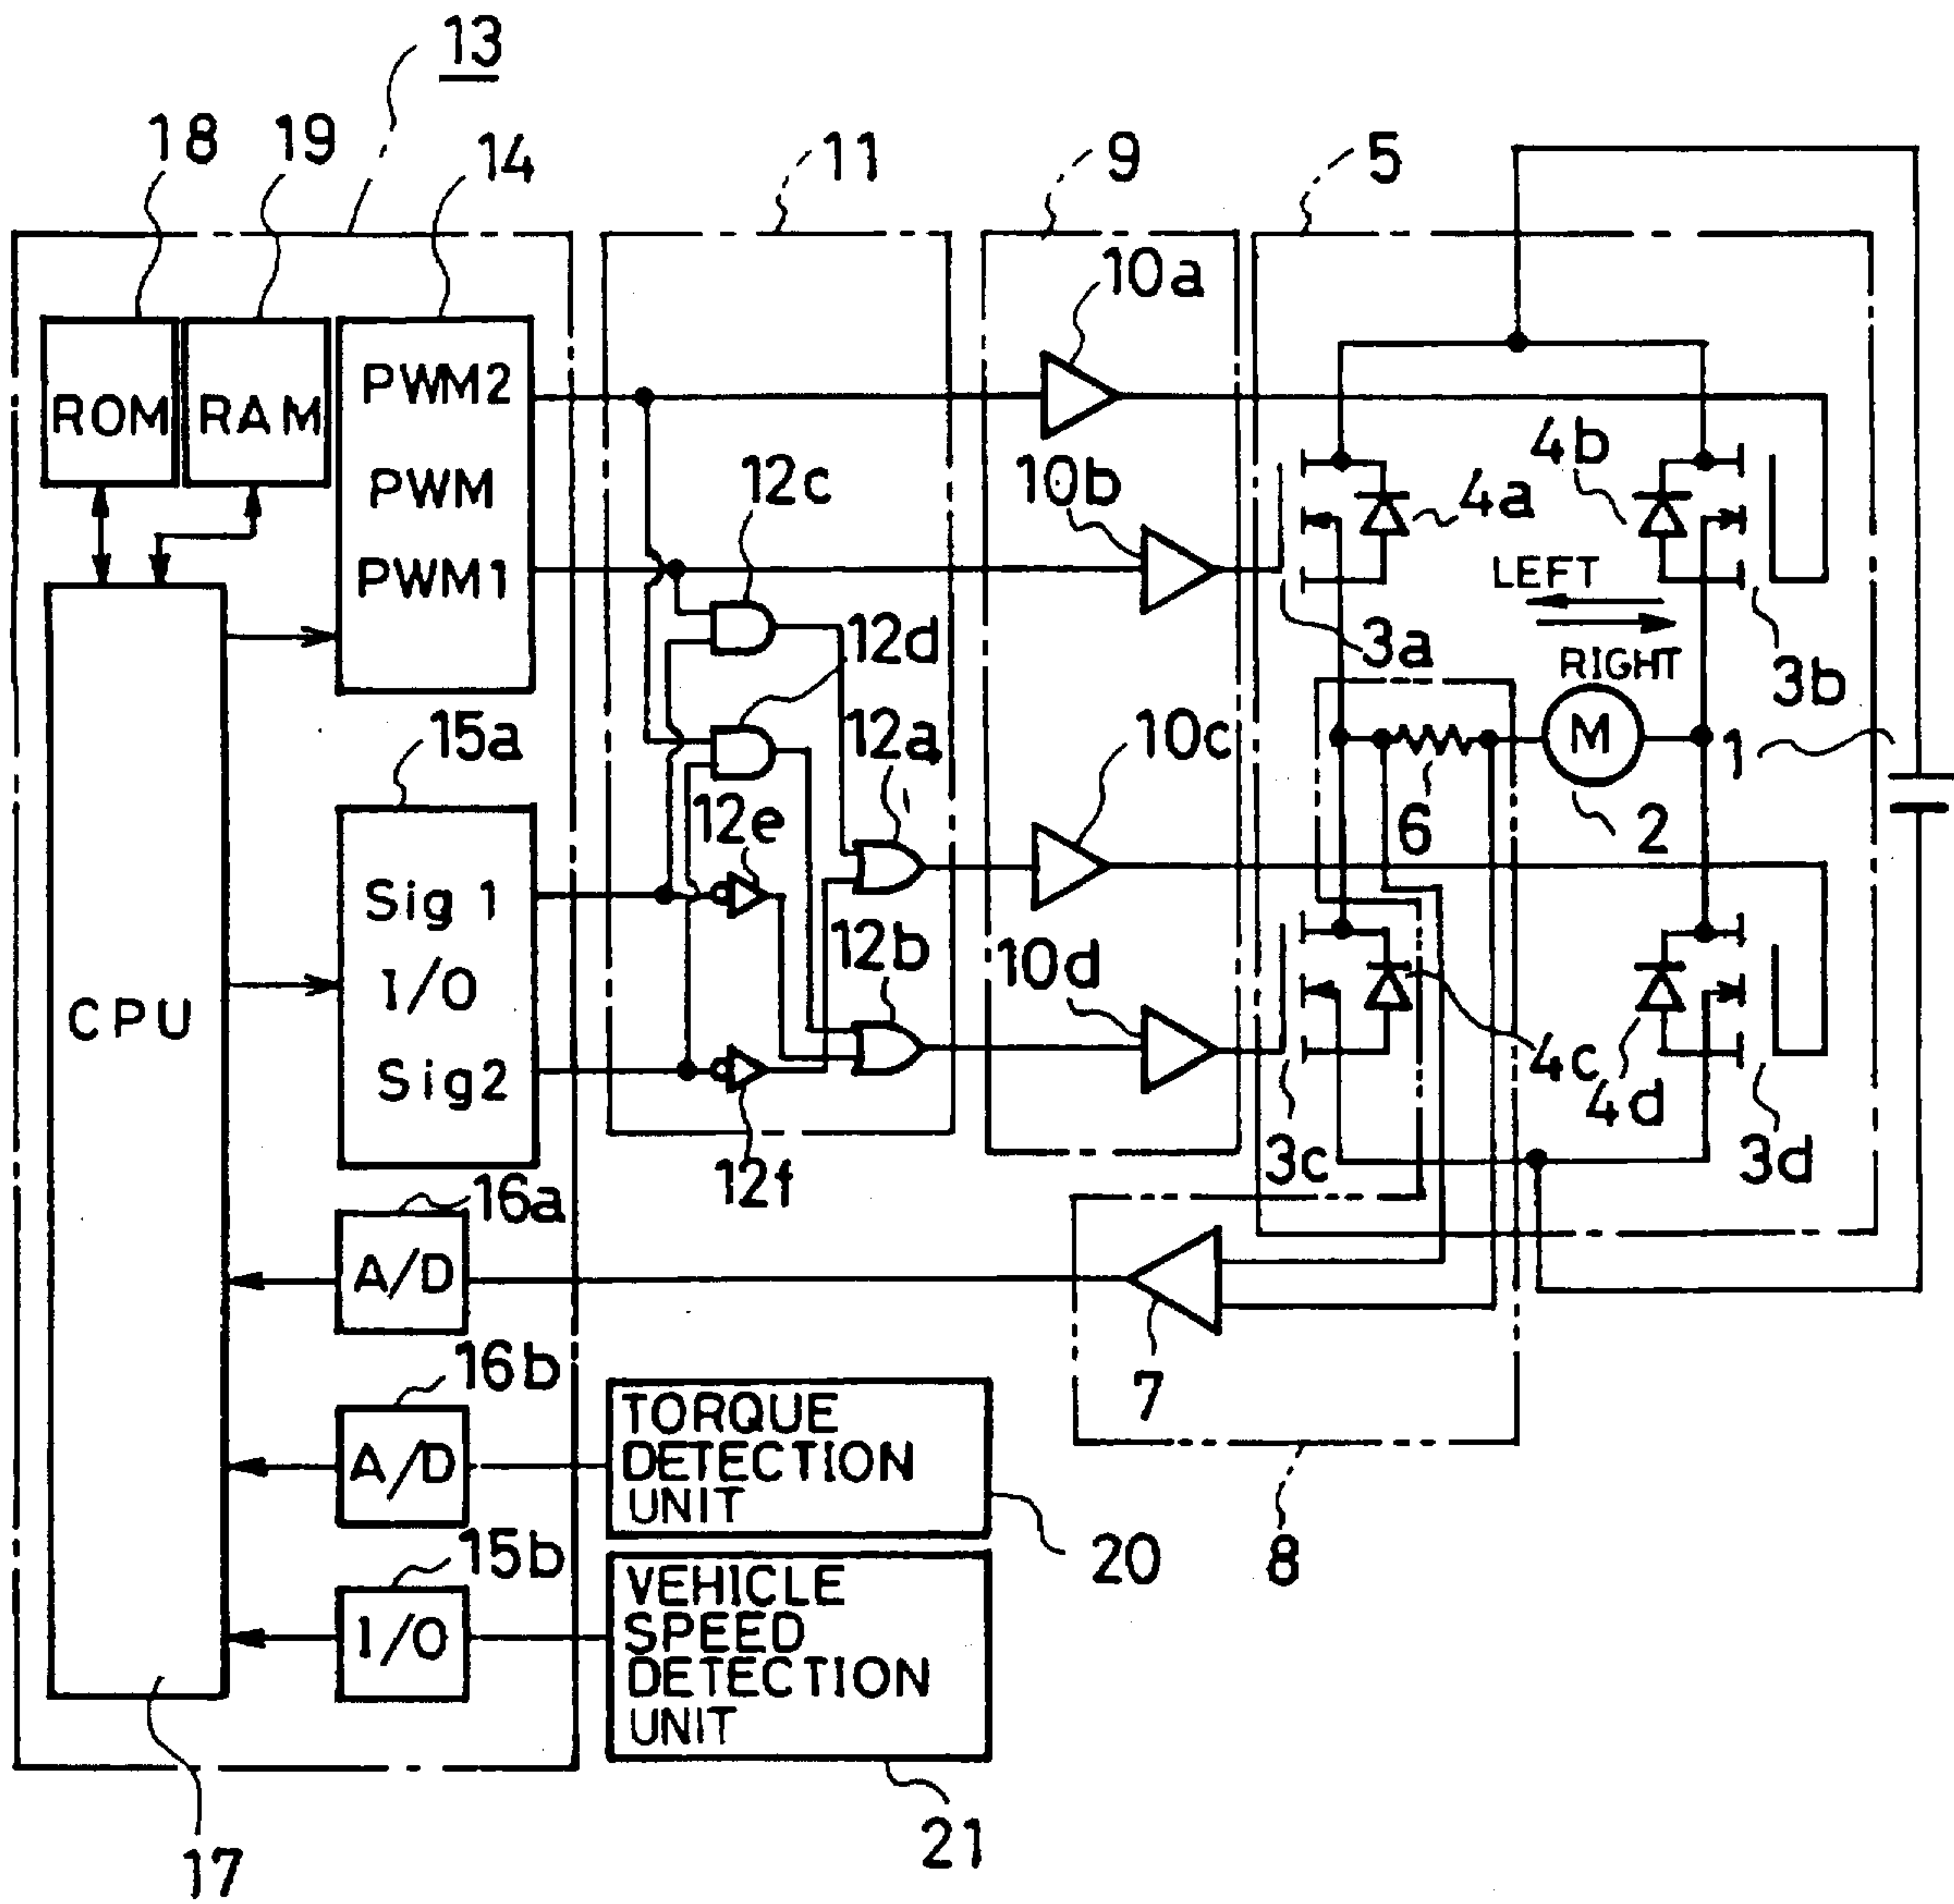 13
18 19 14 11 9 5
10a
ROM RAM PWM2
PWM
PWM1
12c 10b 4a 4b
LEFT
RIGHT
12d 3a 3b
15a 12a 10c M 1
12e 6 2
Sig 1
I/O
Sig2
CPU
12b 10d 4c
4d
12f 3c 3d
16a
A/D
7
16b
A/D
TORQUE
DETECTION
UNIT
20 8
15b
I/O
VEHICLE
SPEED
DETECTION
UNIT
17 21